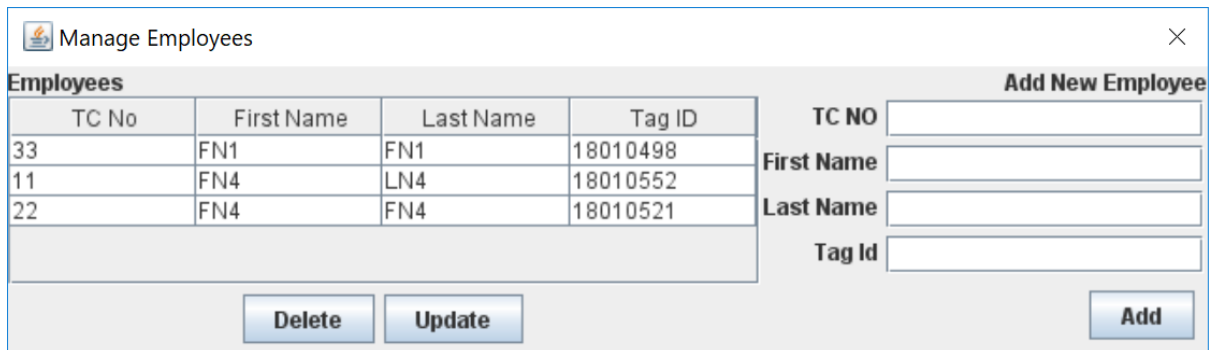 Manage Employees
Employees
TC No First Name Last Name Tag ID
33 FN1 FN1 18010498
11 FN4 LN4 18010552
22 FN4 FN4 18010521
Delete Update
Add New Employee
TC NO
First Name
Last Name
Tag Id
Add